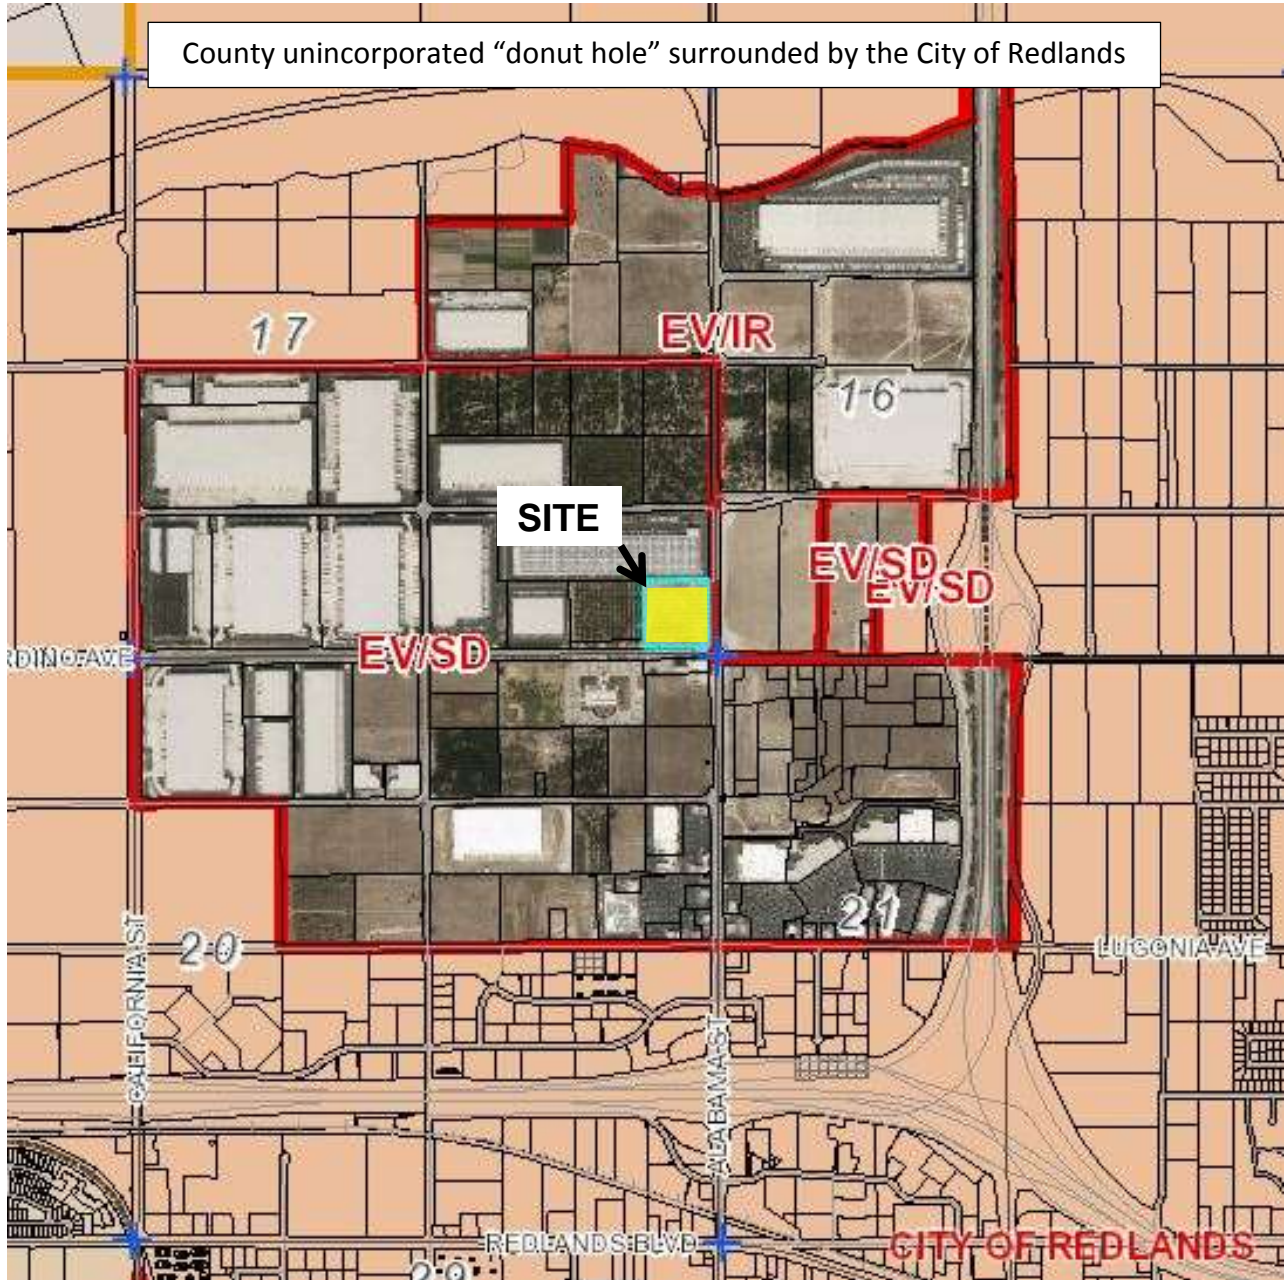 County unincorporated “donut hole” surrounded by the City of Redlands
17
EV/IR
16
SITE
EV/SD
EV/SD
EV/SD
RDINO AVE
21
20
LUGONIA AVE
CALIFORNIA ST
ALABAMA ST
REDLANDS BLVD
CITY OF REDLANDS
29